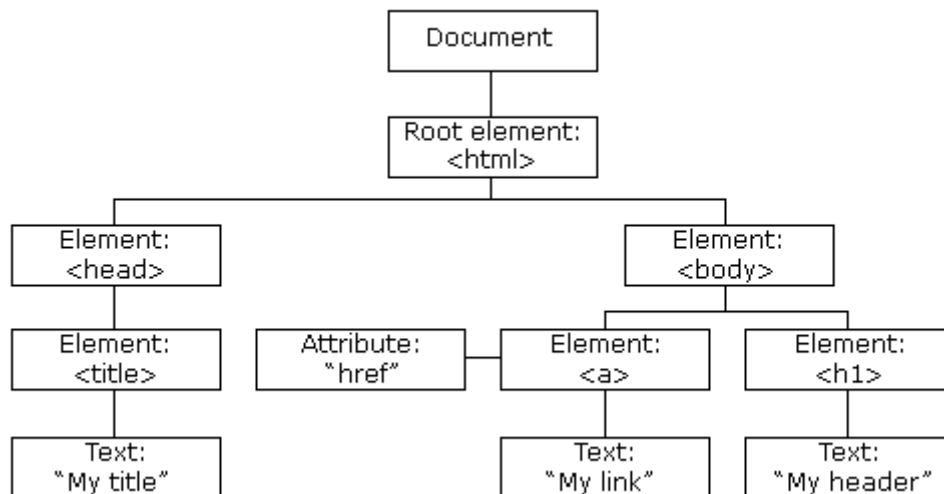 Document
Root element:
<html>
Element:
<head>
Element:
<body>
Element:
<title>
Attribute:
“href”
Element:
<a>
Element:
<h1>
Text:
“My title”
Text:
“My link”
Text:
“My header”